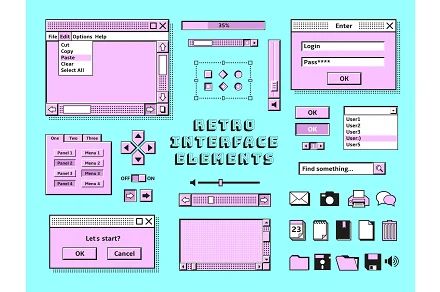 File Edit Options Help
Cut
Copy
Paste
Clear
Select All
35%
Enter
Login
Pass****
OK
One Two Three
Panel 1 Menu 1
Panel 2 Menu 2
Panel 3 Menu 3
Panel 4 Menu 4
OFF ON
RETRO
INTERFACE
ELEMENTS
OK
OK
User1
User2
User3
User:)
User5
Find something...
23
Let's start?
OK Cancel